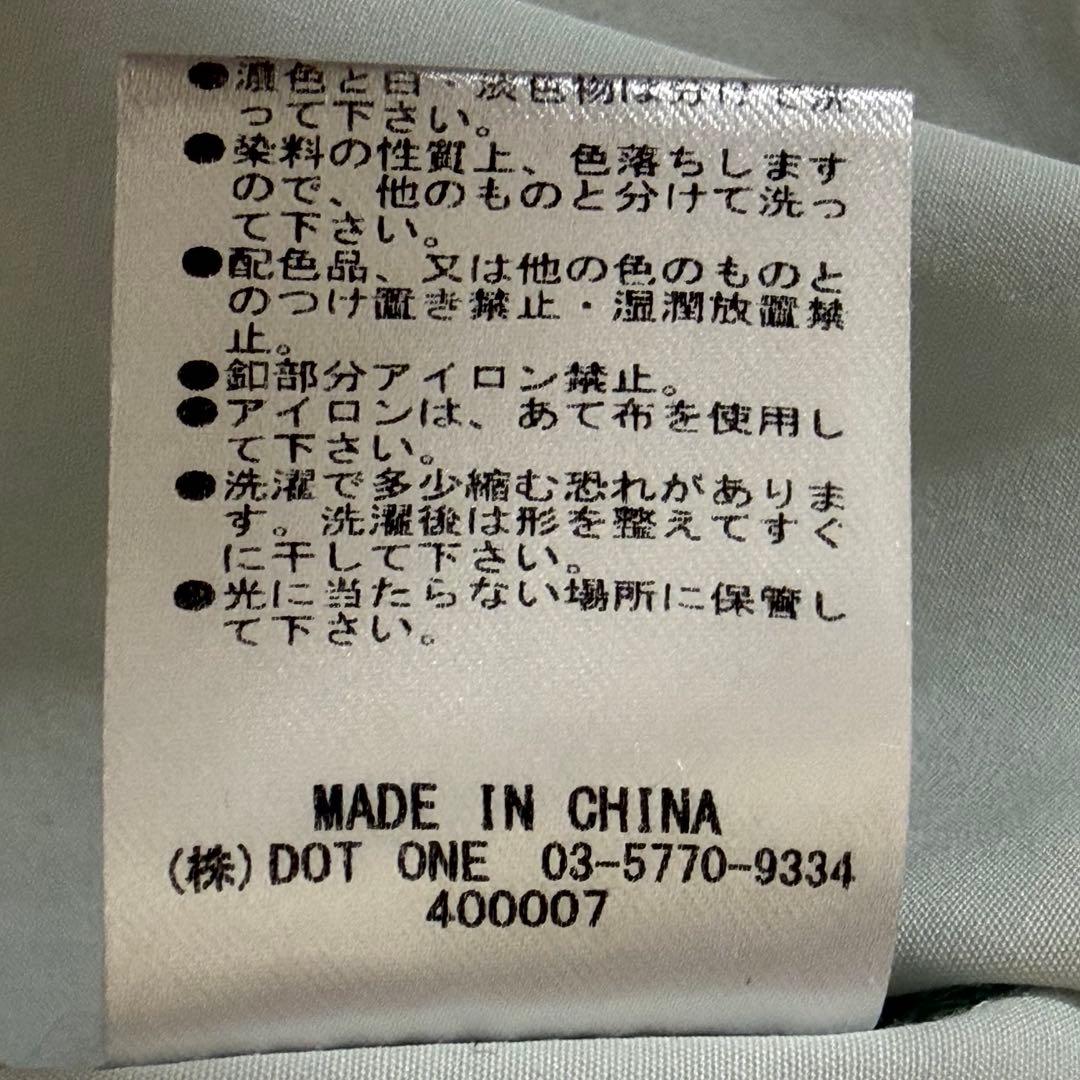 ●濃色と白・淡色物は分けて洗
って下さい。
●染料の性質上、色落ちします
ので、他のものと分けて洗っ
て下さい。
●配色品、又は他の色のものと
のつけ置き禁止・湿潤放置禁
止。
●釦部分アイロン禁止。
●アイロンは、あて布を使用し
て下さい。
●洗濯で多少縮む恐れがありま
す。洗濯後は形を整えてすぐ
に干して下さい。
●光に当たらない場所に保管し
て下さい。
MADE IN CHINA
(株)DOT ONE 03-5770-9334
400007